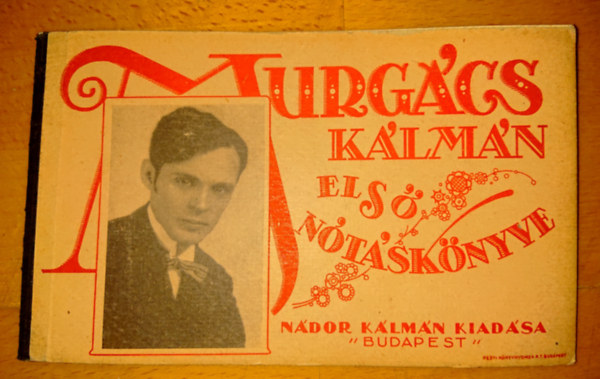 MURGÁCS
KÁLMÁN
ELSŐ
NÓTÁSKÖNYVE
NÁDOR KÁLMÁN KIADÁSA
"BUDAPEST"